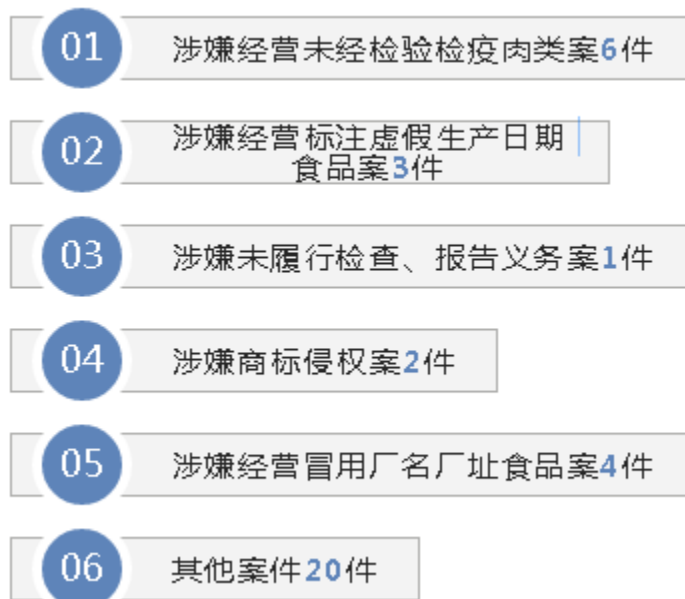 01 涉嫌经营未经检验检疫肉类案6件
02 涉嫌经营标注虚假生产日期
食品案3件
03 涉嫌未履行检查、报告义务案1件
04 涉嫌商标侵权案2件
05 涉嫌经营冒用厂名厂址食品案4件
06 其他案件20件